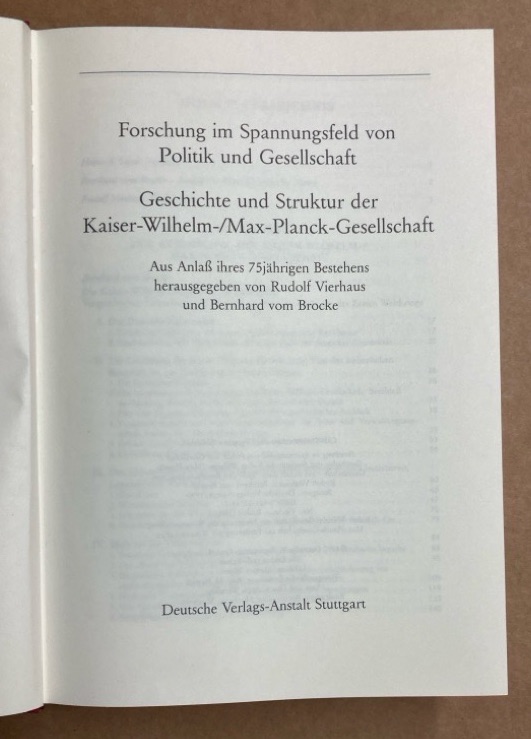 Forschung im Spannungsfeld von
Politik und Gesellschaft
Geschichte und Struktur der
Kaiser-Wilhelm-/Max-Planck-Gesellschaft
Aus Anlaß ihres 75jährigen Bestehens
herausgegeben von Rudolf Vierhaus
und Bernhard vom Brocke
Deutsche Verlags-Anstalt Stuttgart